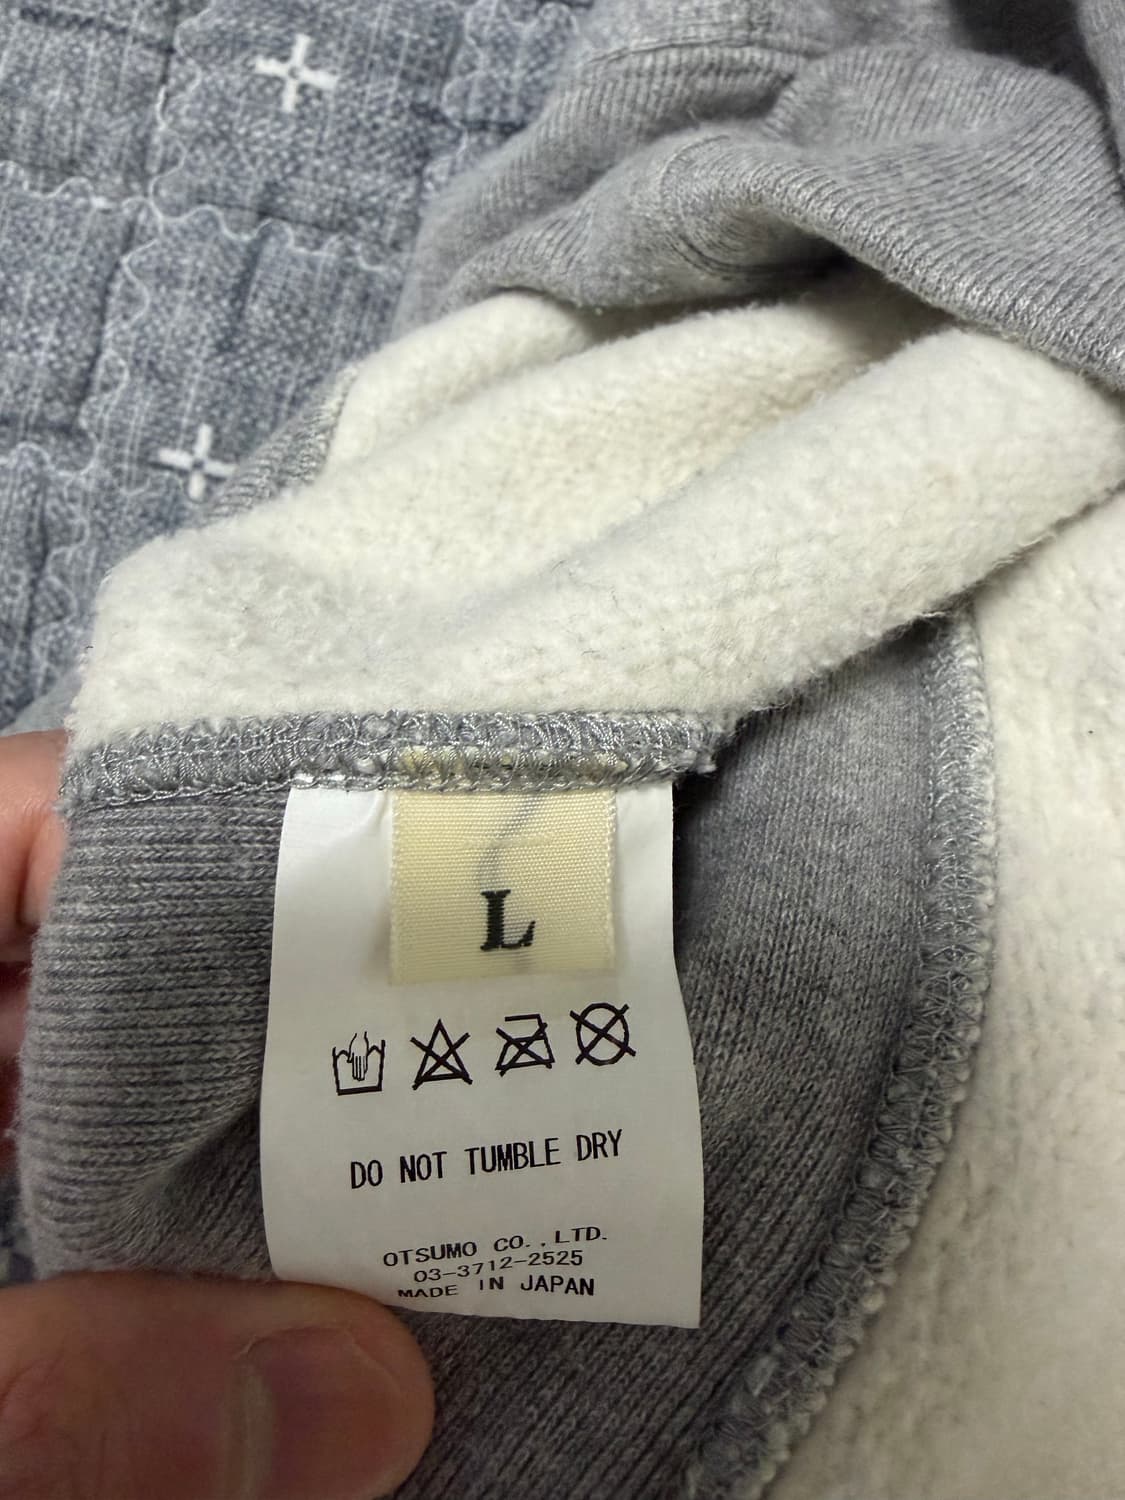 L
DO NOT TUMBLE DRY
OTSUMO CO.,LTD.
03-3712-2525
MADE IN JAPAN